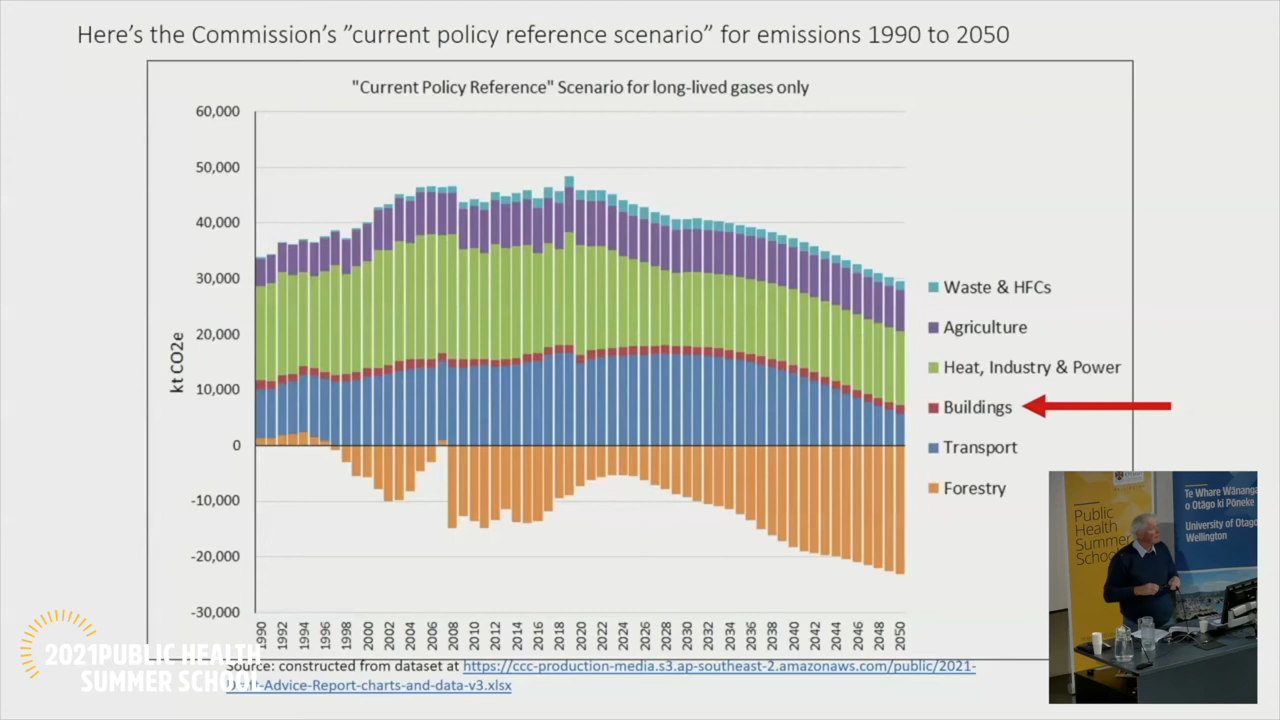 Here's the Commission's ”current policy reference scenario” for emissions 1990 to 2050
"Current Policy Reference" Scenario for long-lived gases only
60,000
50,000
40,000
30,000
20,000
10,000
0
-10,000
-20,000
-30,000
kt CO2e
1990 1992 1994 1996 1998 2000 2002 2004 2006 2008 2010 2012 2014 2016 2018 2020 2022 2024 2026 2028 2030 2032 2034 2036 2038 2040 2042 2044 2046 2048 2050
Waste & HFCs
Agriculture
Heat, Industry & Power
Buildings
Transport
Forestry
Source: constructed from dataset at https://ccc-production-media.s3.ap-southeast-2.amazonaws.com/public/2021-
-Advice-Report-charts-and-data-v3.xlsx
2021PUBLIC HEALTH
SUMMER SCHOOL
Public
Health
Summer
School
Te Whare Wānanga
o Otāgo ki Pōneke
University of Otago
Wellington